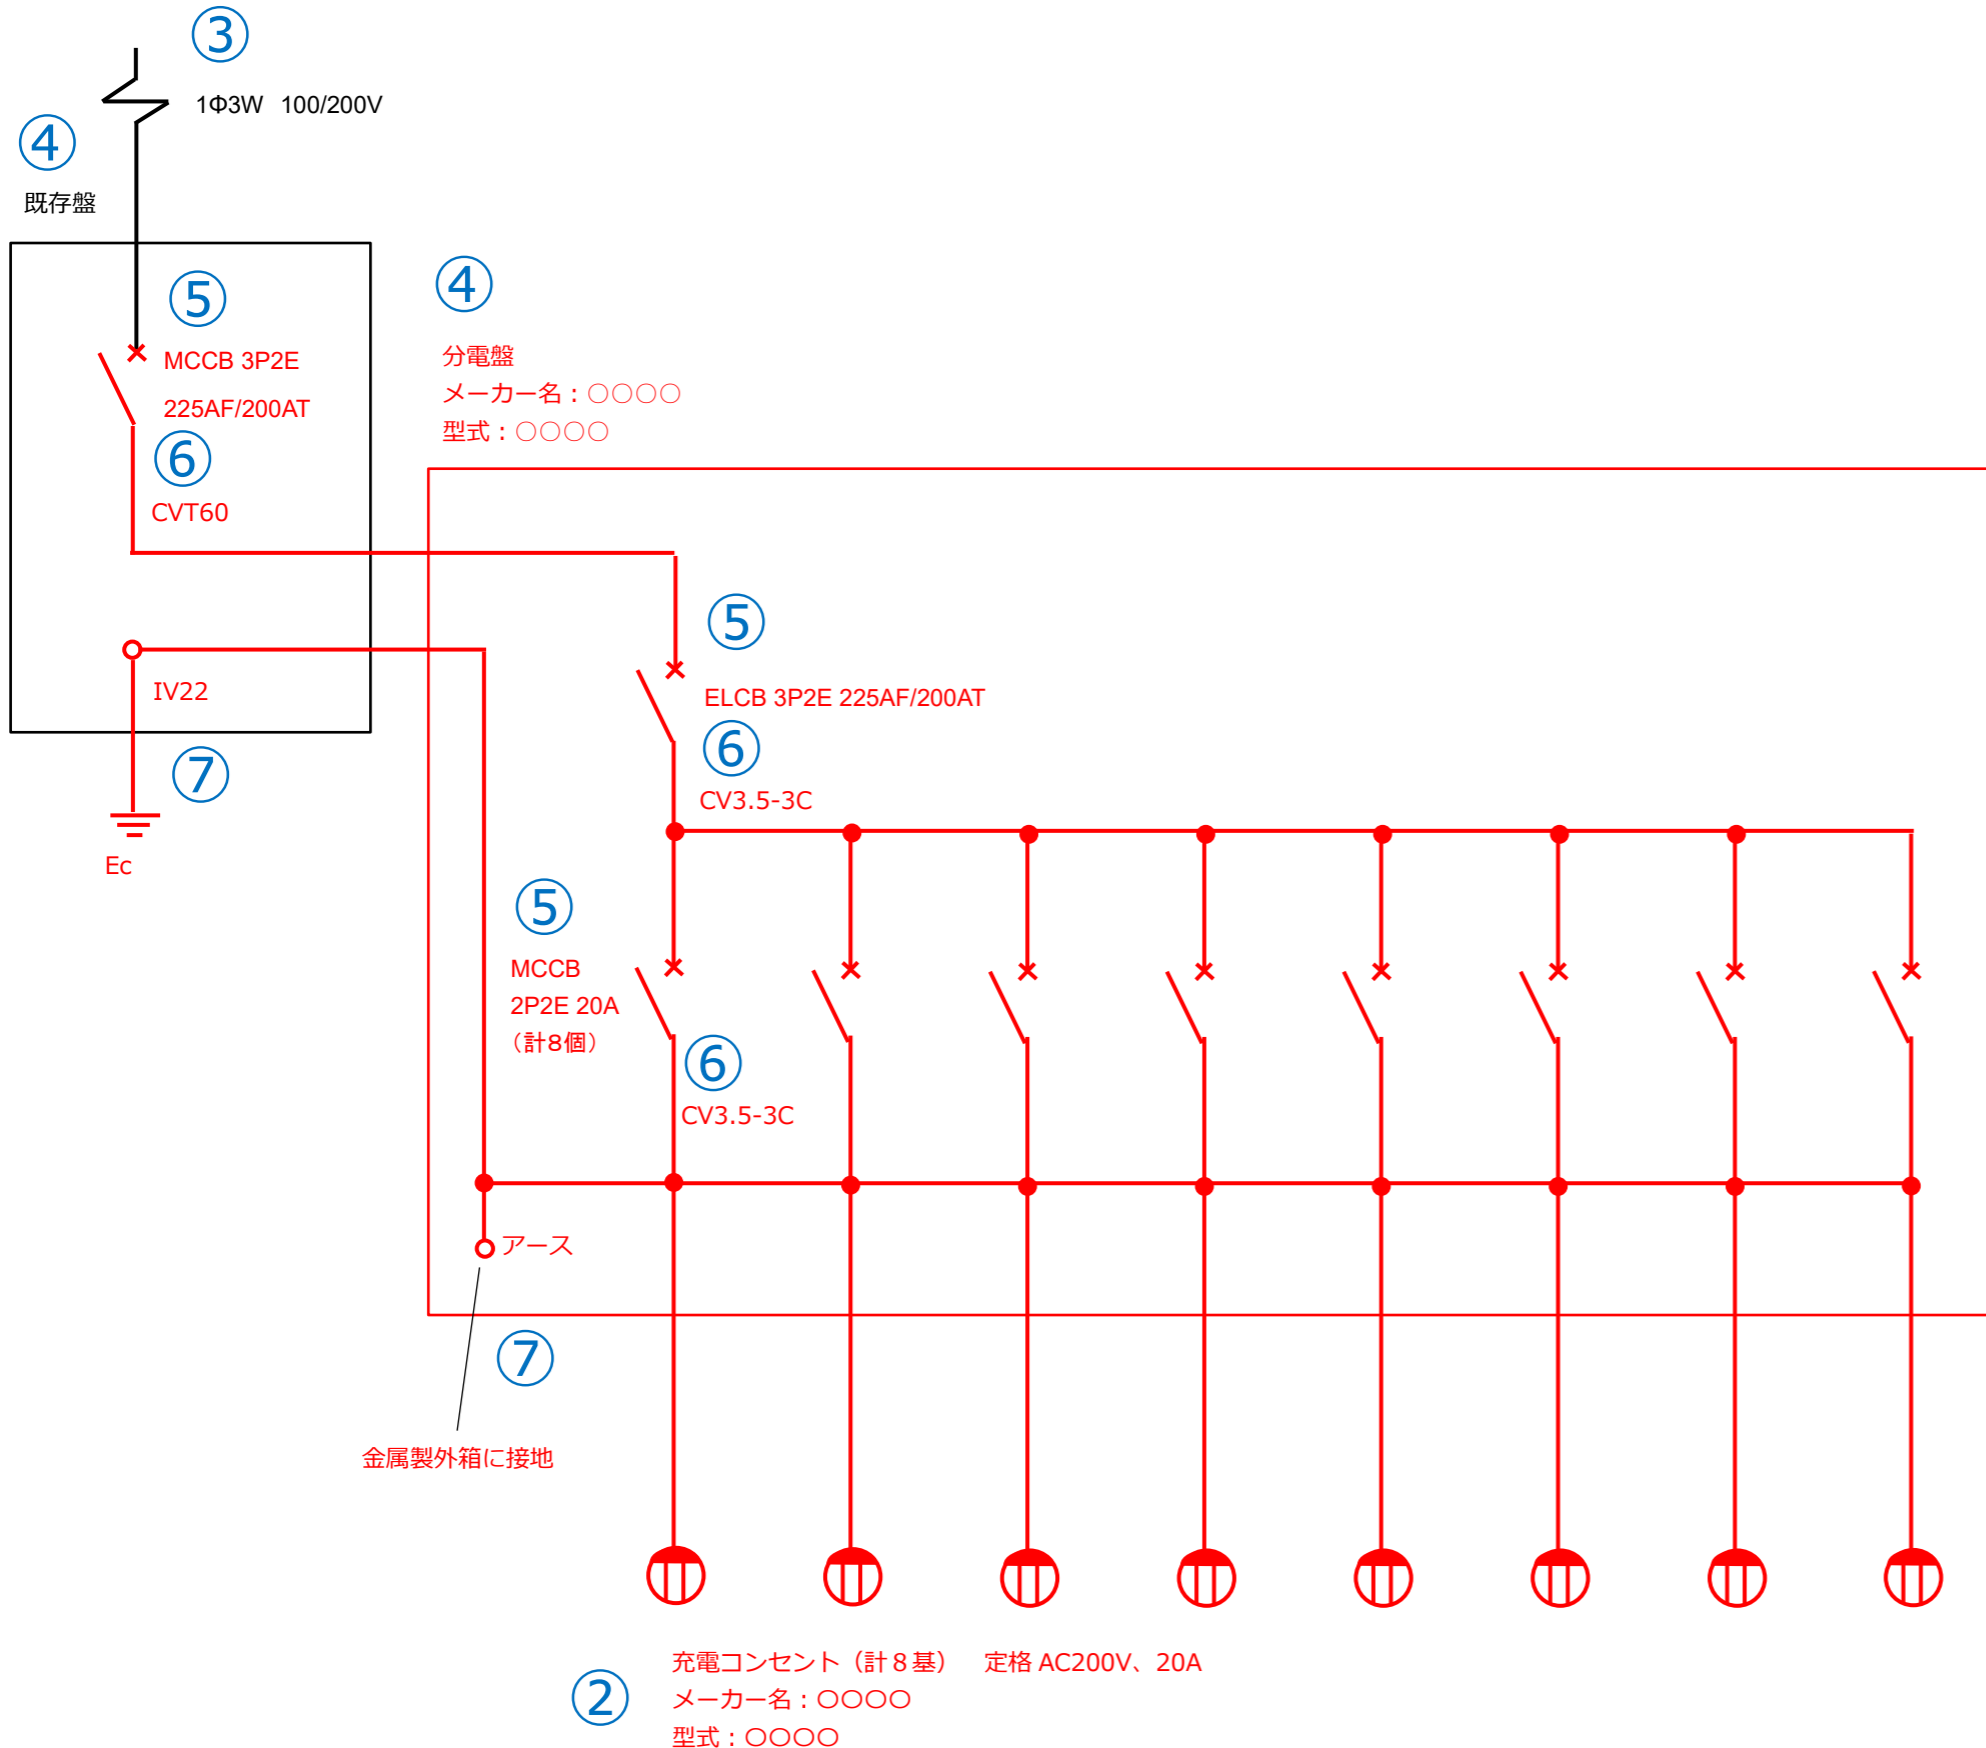 ③
1Φ3W 100/200V
④
既存盤
⑤
MCCB 3P2E
225AF/200AT
⑥
CVT60
IV22
⑦
Ec
④
分電盤
メーカー名：○○○○
型式：○○○○
⑤
ELCB 3P2E 225AF/200AT
⑥
CV3.5-3C
⑤
MCCB
2P2E 20A
（計8個）
⑥
CV3.5-3C
アース
⑦
金属製外箱に接地
②
充電コンセント（計８基） 定格 AC200V、20A
メーカー名：○○○○
型式：○○○○